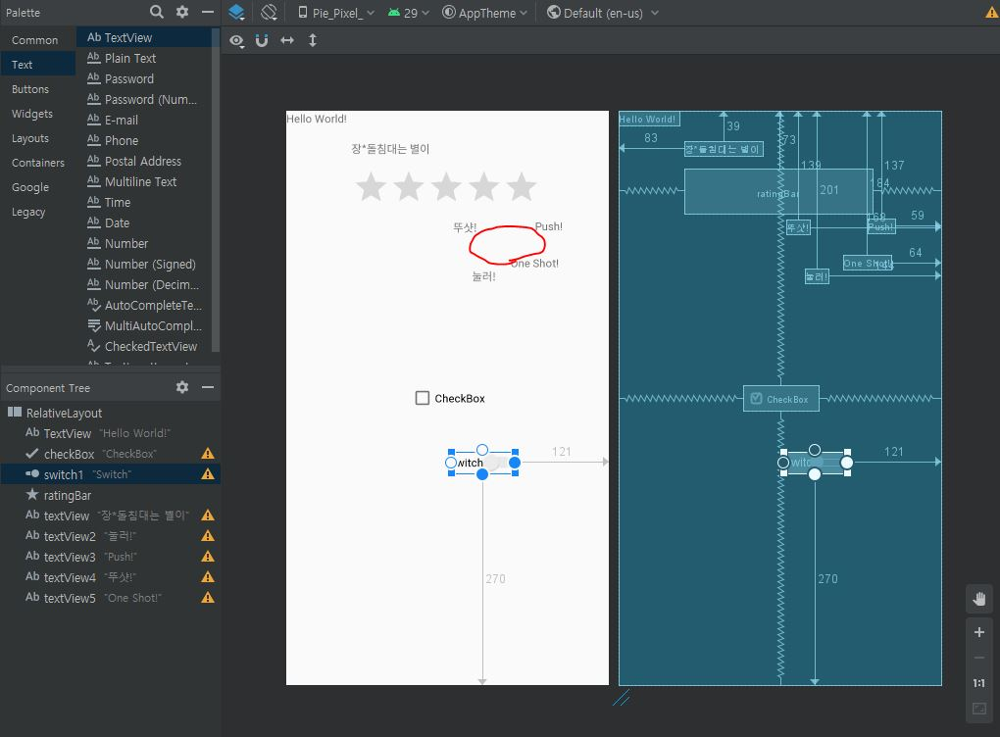 Palette
Pie_Pixel_
29
AppTheme
Default (en-us)
Common
Text
Buttons
Widgets
Layouts
Containers
Google
Legacy
Ab TextView
Ab Plain Text
Ab Password
Ab Password (Num...
Ab E-mail
Ab Phone
Ab Postal Address
Ab Multiline Text
Ab Time
Ab Date
Ab Number
Ab Number (Signed)
Ab Number (Decim...
AutoCompleteTe...
MultiAutoCompl...
CheckedTextView
Component Tree
RelativeLayout
Ab TextView "Hello World!"
checkBox "CheckBox"
switch1 "Switch"
ratingBar
Ab textView "장*돌침대는 별이"
Ab textView2 "눌러!"
Ab textView3 "Push!"
Ab textView4 "뚜샷!"
Ab textView5 "One Shot!"
Hello World!
장*돌침대는 별이
뚜샷!
Push!
One Shot!
눌러!
CheckBox
witch
121
270
Hello World!
39
83
73
장*돌침대는 별이
139
137
184
ratingBar
201
168
59
뚜샷!
Push!
64
One Shot!
눌러!
CheckBox
witch
121
270
1:1